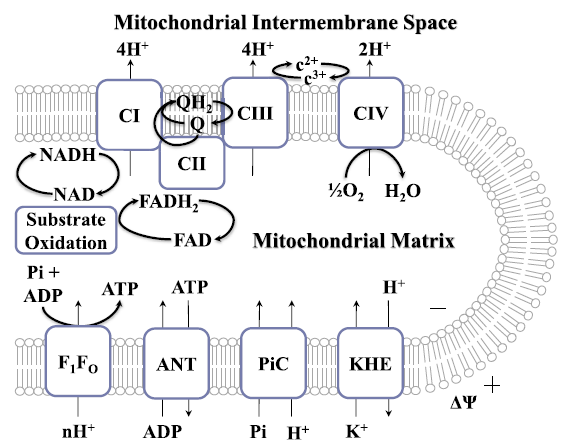 Mitochondrial Intermembrane Space
4H⁺ 4H⁺ 2H⁺
c²⁺
c³⁺
CI QH₂ CIII CIV
Q
CII
NADH
NAD
FADH₂ ½O₂ H₂O
Substrate
Oxidation
FAD Mitochondrial Matrix
Pi +
ADP ATP ATP H⁺
−
F₁F₀ ANT PiC KHE
+
ΔΨ
nH⁺ ADP Pi H⁺ K⁺